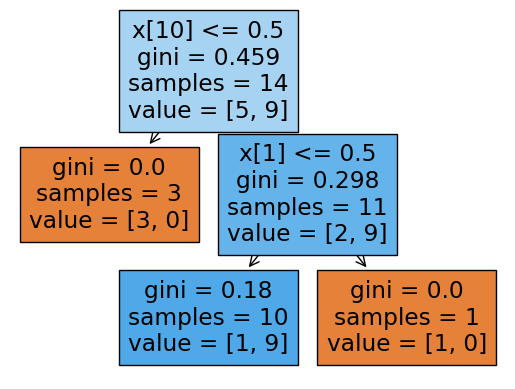 x[10] <= 0.5
gini = 0.459
samples = 14
value = [5, 9]
gini = 0.0
samples = 3
value = [3, 0]
x[1] <= 0.5
gini = 0.298
samples = 11
value = [2, 9]
gini = 0.18
samples = 10
value = [1, 9]
gini = 0.0
samples = 1
value = [1, 0]